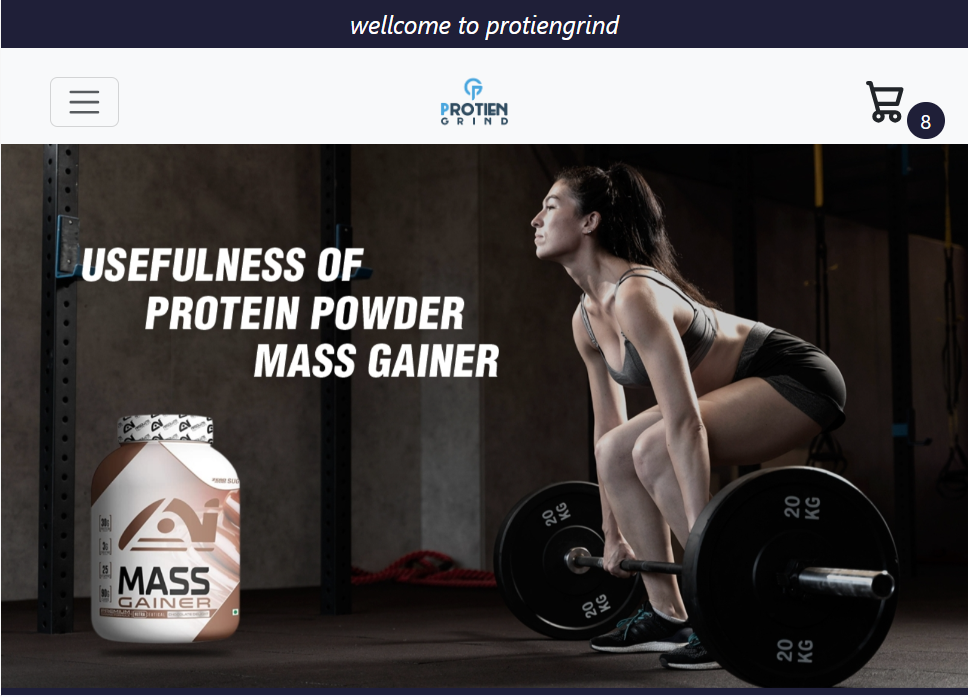 wellcome to protiengrind
PROTIEN
GRIND
8
USEFULNESS OF
PROTEIN POWDER
MASS GAINER
MASS
GAINER
20
KG
20
KG
20
KG
20
KG